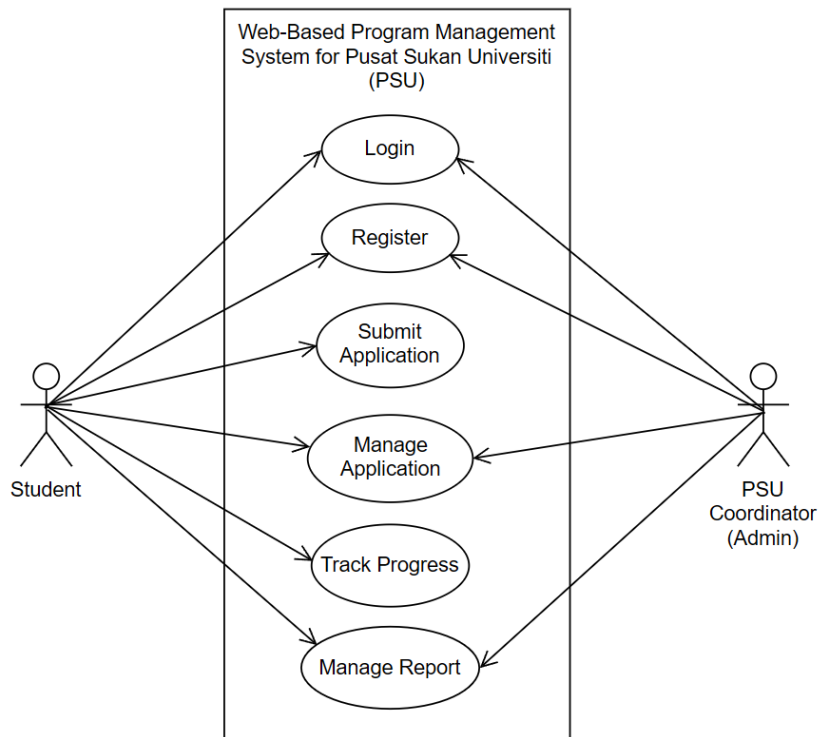 Web-Based Program Management
System for Pusat Sukan Universiti
(PSU)
Login
Register
Submit
Application
Manage
Application
Track Progress
Manage Report
Student
PSU
Coordinator
(Admin)